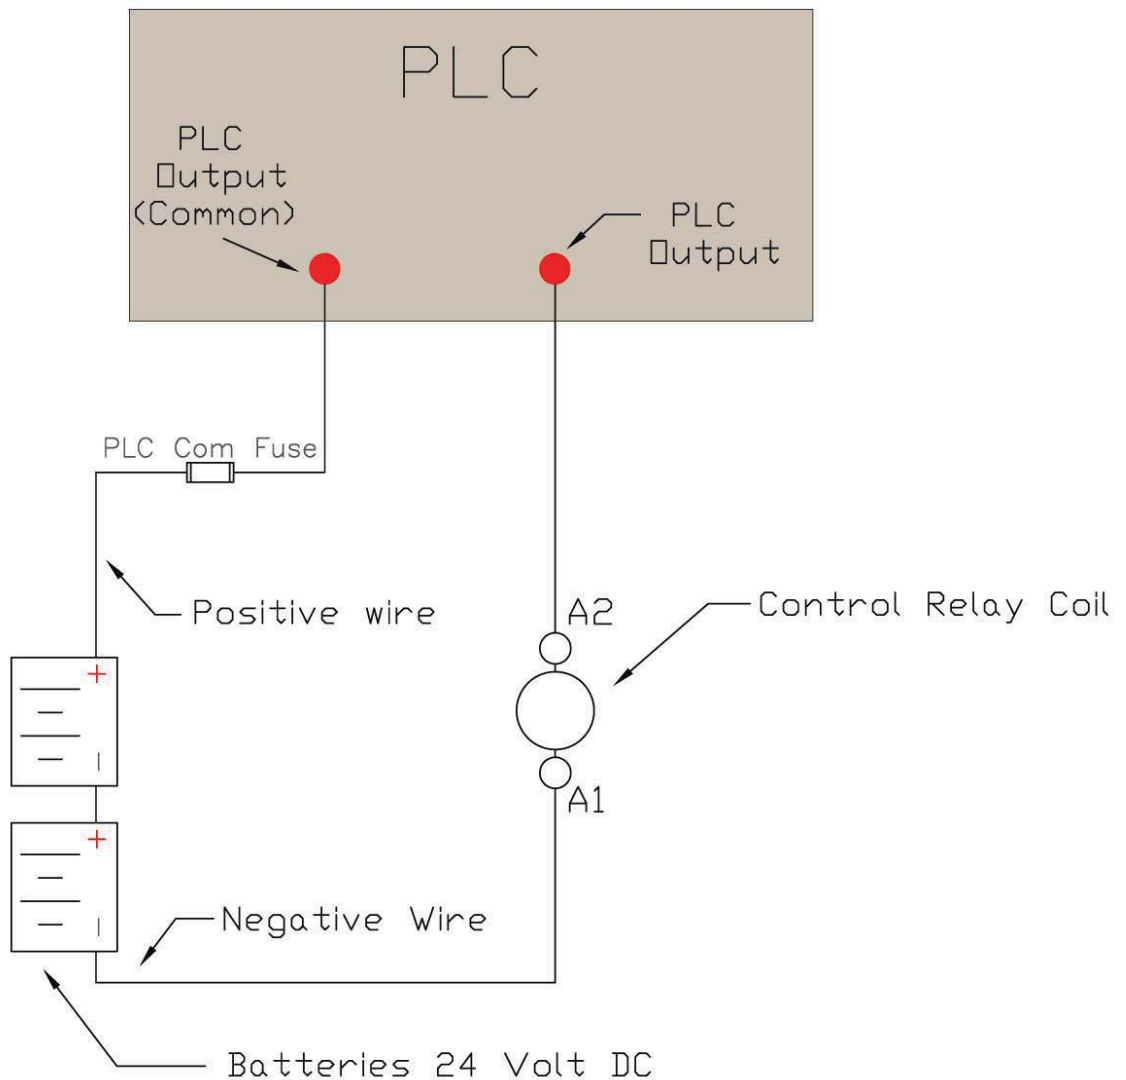 PLC
PLC
Output
(Common)
PLC
Output
PLC Com Fuse
Positive wire
A2
Control Relay Coil
+
-
A1
+
-
Negative Wire
Batteries 24 Volt DC